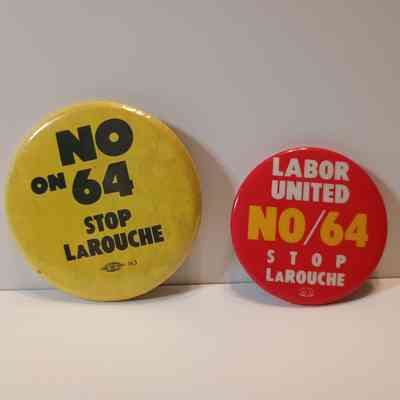 NO
ON 64
STOP
LAROUCHE
LABOR
UNITED
NO/64
STOP
LAROUCHE